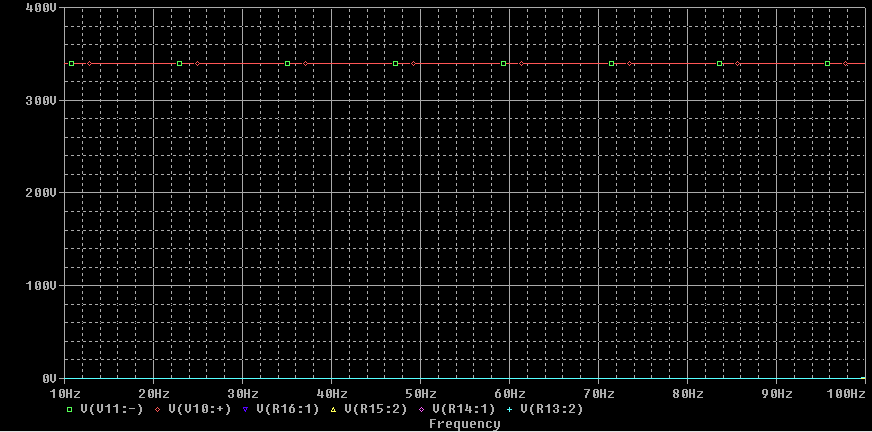 400V
300V
200V
100V
0V
10Hz 20Hz 30Hz 40Hz 50Hz 60Hz 70Hz 80Hz 90Hz 100Hz
V(V11:-) V(V10:+) V(R16:1) V(R15:2) V(R14:1) V(R13:2)
Frequency